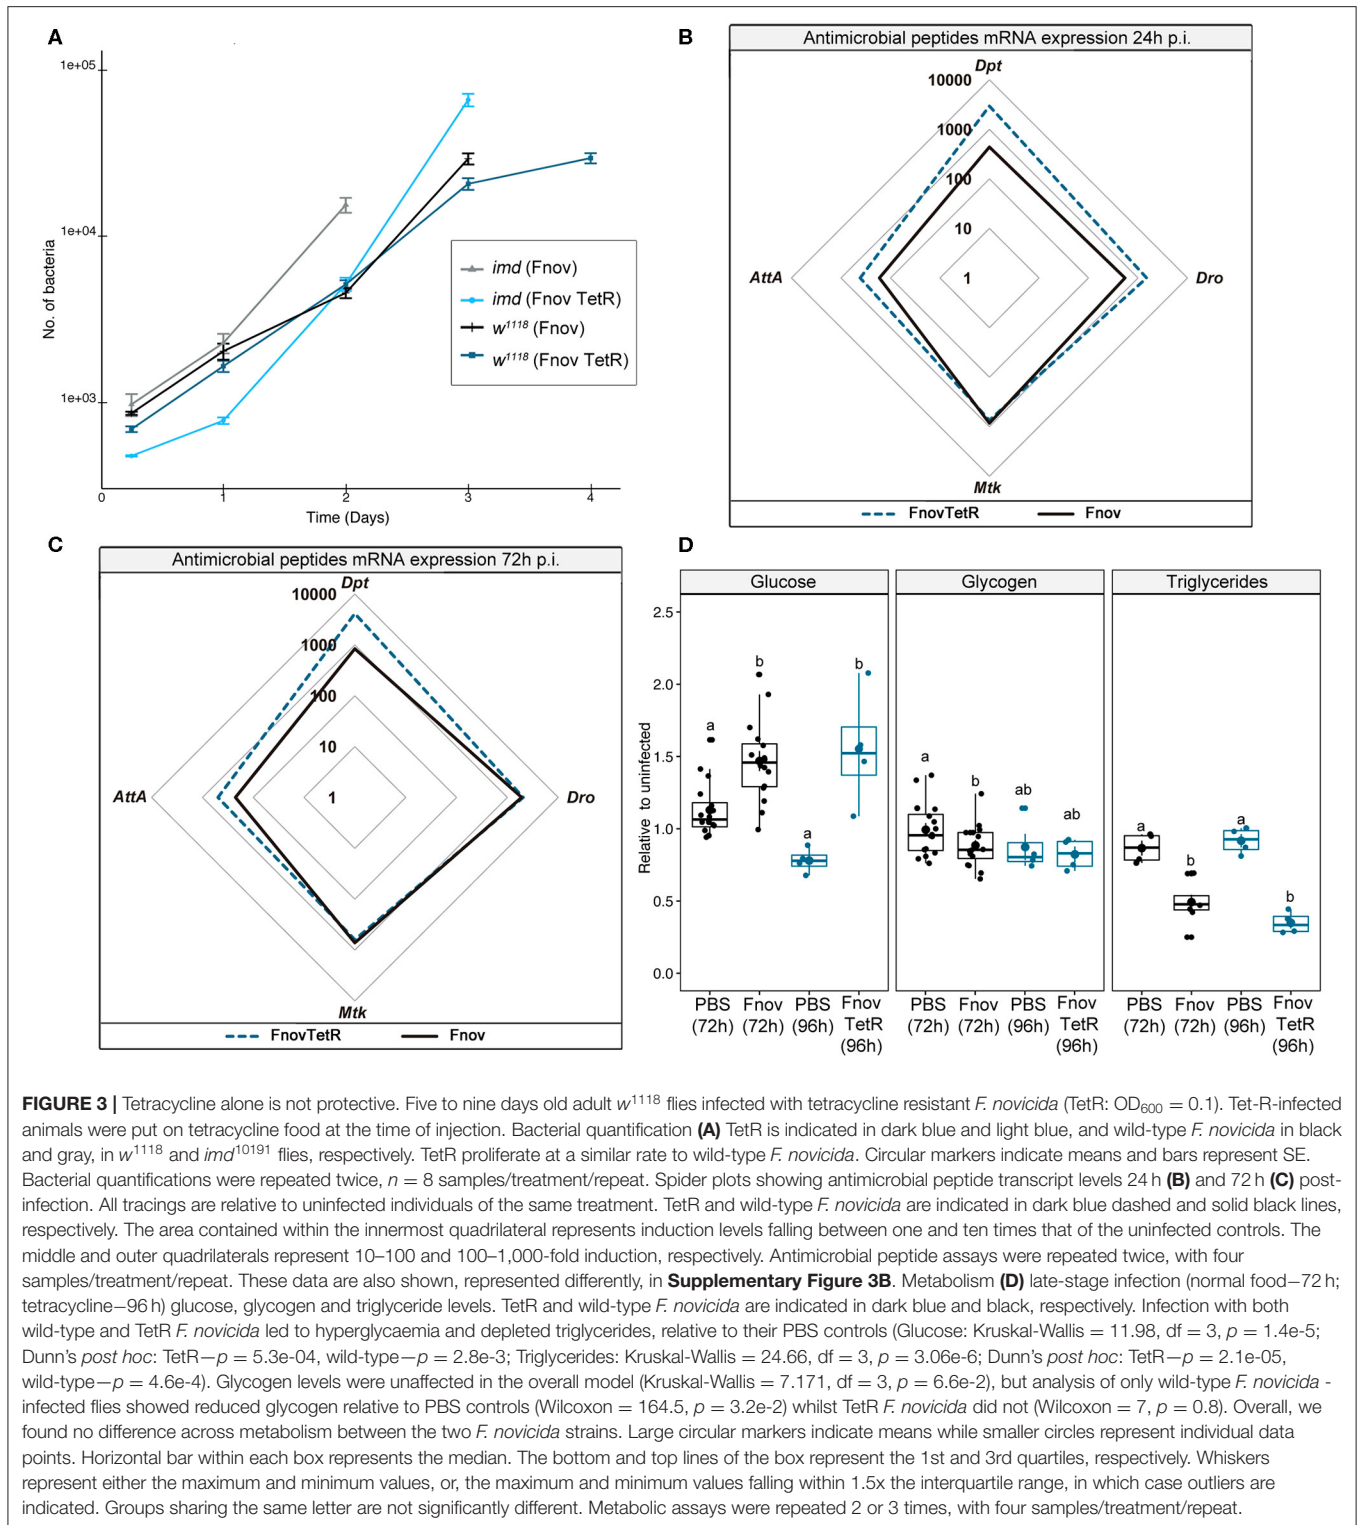 A
1e+05
1e+04
1e+03
No. of bacteria
0
1
2
3
4
Time (Days)
imd (Fnov)
imd (Fnov TetR)
w1118 (Fnov)
w1118 (Fnov TetR)
B
Antimicrobial peptides mRNA expression 24h p.i.
Dpt
10000
1000
100
10
1
AttA
Dro
Mtk
FnovTetR
Fnov
C
Antimicrobial peptides mRNA expression 72h p.i.
Dpt
10000
1000
100
10
1
AttA
Dro
Mtk
FnovTetR
Fnov
D
Glucose
Glycogen
Triglycerides
Relative to uninfected
2.5
2.0
1.5
1.0
0.5
0.0
a
b
a
b
a
b
ab
ab
a
b
a
b
PBS
(72h)
Fnov
(72h)
PBS
(96h)
Fnov
TetR
(96h)
PBS
(72h)
Fnov
(72h)
PBS
(96h)
Fnov
TetR
(96h)
PBS
(72h)
Fnov
(72h)
PBS
(96h)
Fnov
TetR
(96h)
FIGURE 3 | Tetracycline alone is not protective. Five to nine days old adult w1118 flies infected with tetracycline resistant F. novicida (TetR: OD600 = 0.1). Tet-R-infected
animals were put on tetracycline food at the time of injection. Bacterial quantification (A) TetR is indicated in dark blue and light blue, and wild-type F. novicida in black
and gray, in w1118 and imd10191 flies, respectively. TetR proliferate at a similar rate to wild-type F. novicida. Circular markers indicate means and bars represent SE.
Bacterial quantifications were repeated twice, n = 8 samples/treatment/repeat. Spider plots showing antimicrobial peptide transcript levels 24 h (B) and 72 h (C) post-
infection. All tracings are relative to uninfected individuals of the same treatment. TetR and wild-type F. novicida are indicated in dark blue dashed and solid black lines,
respectively. The area contained within the innermost quadrilateral represents induction levels falling between one and ten times that of the uninfected controls. The
middle and outer quadrilaterals represent 10–100 and 100–1,000-fold induction, respectively. Antimicrobial peptide assays were repeated twice, with four
samples/treatment/repeat. These data are also shown, represented differently, in Supplementary Figure 3B. Metabolism (D) late-stage infection (normal food—72 h;
tetracycline—96 h) glucose, glycogen and triglyceride levels. TetR and wild-type F. novicida are indicated in dark blue and black, respectively. Infection with both
wild-type and TetR F. novicida led to hyperglycaemia and depleted triglycerides, relative to their PBS controls (Glucose: Kruskal-Wallis = 11.98, df = 3, p = 1.4e-5;
Dunn's post hoc: TetR—p = 5.3e-04, wild-type—p = 2.8e-3; Triglycerides: Kruskal-Wallis = 24.66, df = 3, p = 3.06e-6; Dunn's post hoc: TetR—p = 2.1e-05,
wild-type—p = 4.6e-4). Glycogen levels were unaffected in the overall model (Kruskal-Wallis = 7.171, df = 3, p = 6.6e-2), but analysis of only wild-type F. novicida -
infected flies showed reduced glycogen relative to PBS controls (Wilcoxon = 164.5, p = 3.2e-2) whilst TetR F. novicida did not (Wilcoxon = 7, p = 0.8). Overall, we
found no difference across metabolism between the two F. novicida strains. Large circular markers indicate means while smaller circles represent individual data
points. Horizontal bar within each box represents the median. The bottom and top lines of the box represent the 1st and 3rd quartiles, respectively. Whiskers
represent either the maximum and minimum values, or, the maximum and minimum values falling within 1.5x the interquartile range, in which case outliers are
indicated. Groups sharing the same letter are not significantly different. Metabolic assays were repeated 2 or 3 times, with four samples/treatment/repeat.